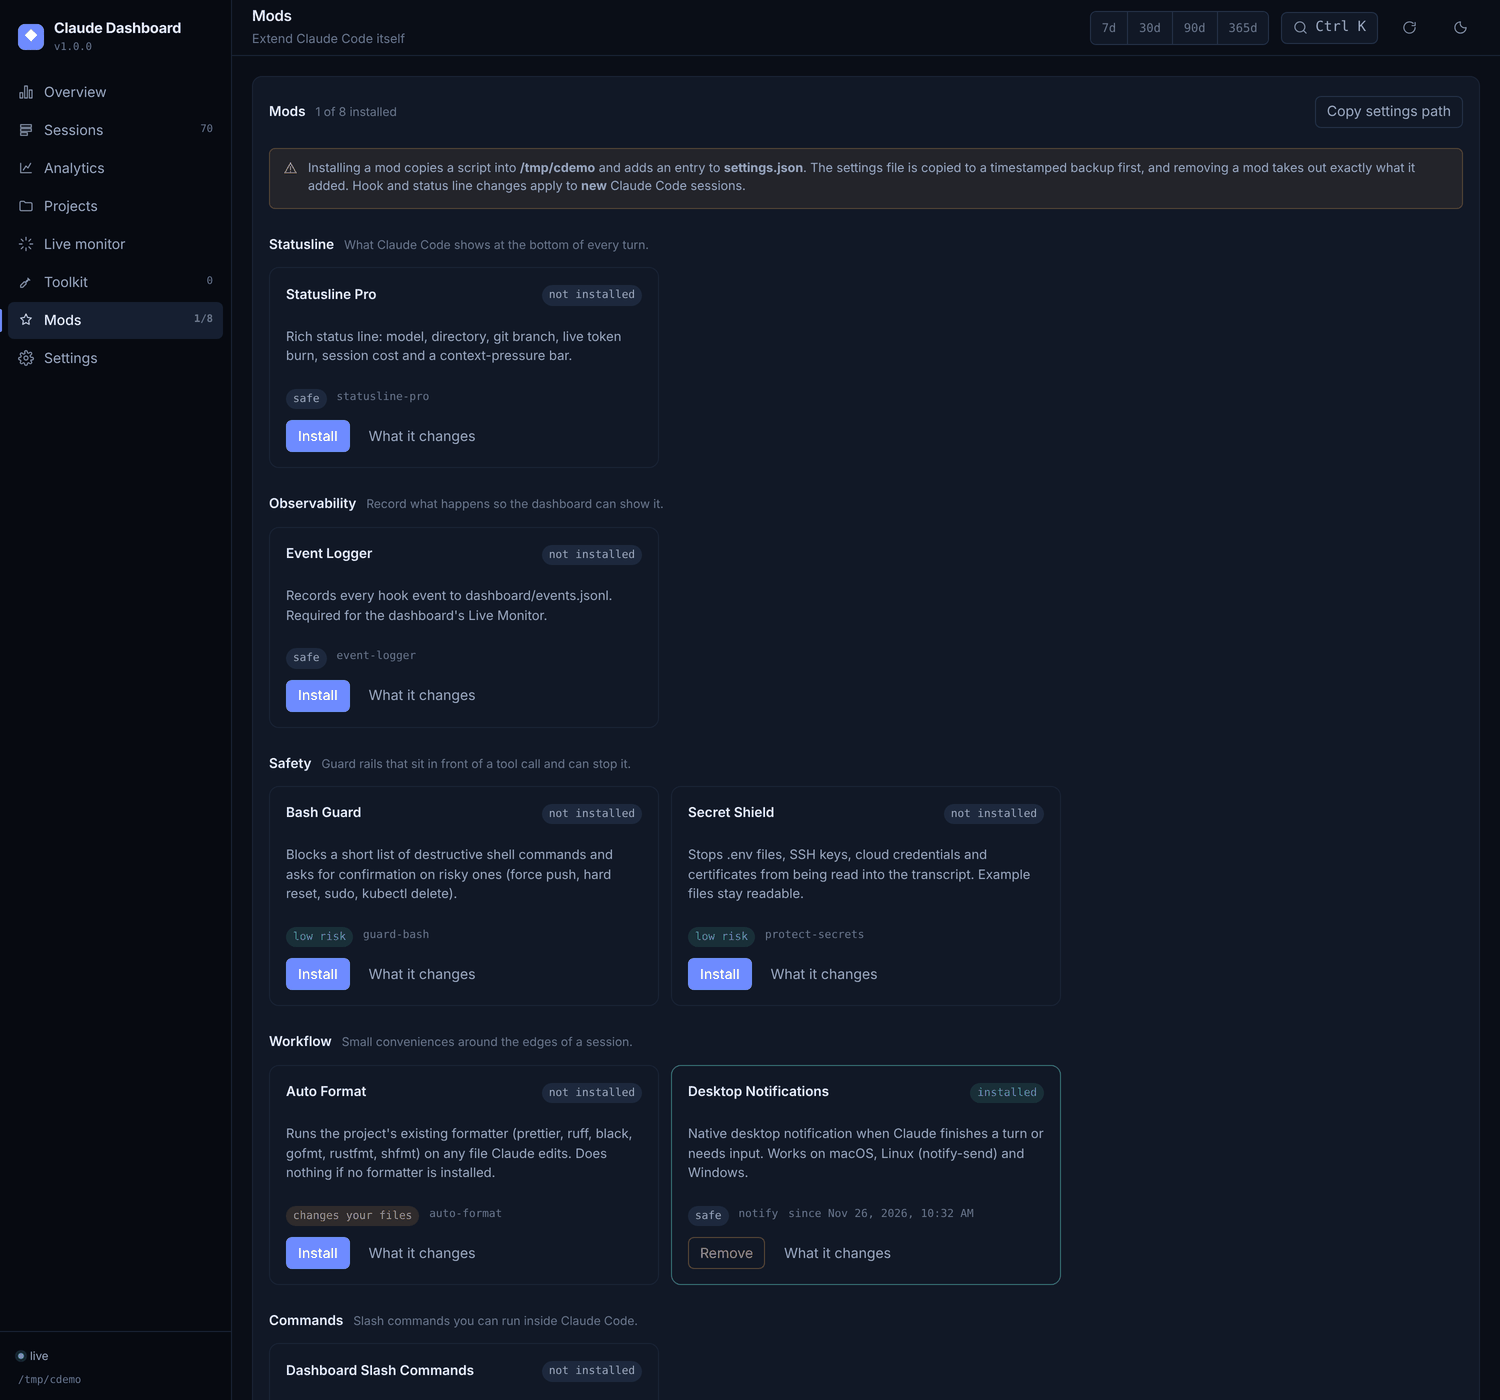 Claude Dashboard
v1.0.0
Overview
Sessions 70
Analytics
Projects
Live monitor
Toolkit 0
Mods 1/8
Settings
live
/tmp/cdemo
Mods
Extend Claude Code itself
7d 30d 90d 365d
Ctrl K
Mods 1 of 8 installed
Copy settings path
Installing a mod copies a script into /tmp/cdemo and adds an entry to settings.json. The settings file is copied to a timestamped backup first, and removing a mod takes out exactly what it
added. Hook and status line changes apply to new Claude Code sessions.
Statusline What Claude Code shows at the bottom of every turn.
Statusline Pro not installed
Rich status line: model, directory, git branch, live token
burn, session cost and a context-pressure bar.
safe statusline-pro
Install What it changes
Observability Record what happens so the dashboard can show it.
Event Logger not installed
Records every hook event to dashboard/events.jsonl.
Required for the dashboard's Live Monitor.
safe event-logger
Install What it changes
Safety Guard rails that sit in front of a tool call and can stop it.
Bash Guard not installed
Blocks a short list of destructive shell commands and
asks for confirmation on risky ones (force push, hard
reset, sudo, kubectl delete).
low risk guard-bash
Install What it changes
Secret Shield not installed
Stops .env files, SSH keys, cloud credentials and
certificates from being read into the transcript. Example
files stay readable.
low risk protect-secrets
Install What it changes
Workflow Small conveniences around the edges of a session.
Auto Format not installed
Runs the project's existing formatter (prettier, ruff, black,
gofmt, rustfmt, shfmt) on any file Claude edits. Does
nothing if no formatter is installed.
changes your files auto-format
Install What it changes
Desktop Notifications installed
Native desktop notification when Claude finishes a turn or
needs input. Works on macOS, Linux (notify-send) and
Windows.
safe notify since Nov 26, 2026, 10:32 AM
Remove What it changes
Commands Slash commands you can run inside Claude Code.
Dashboard Slash Commands not installed